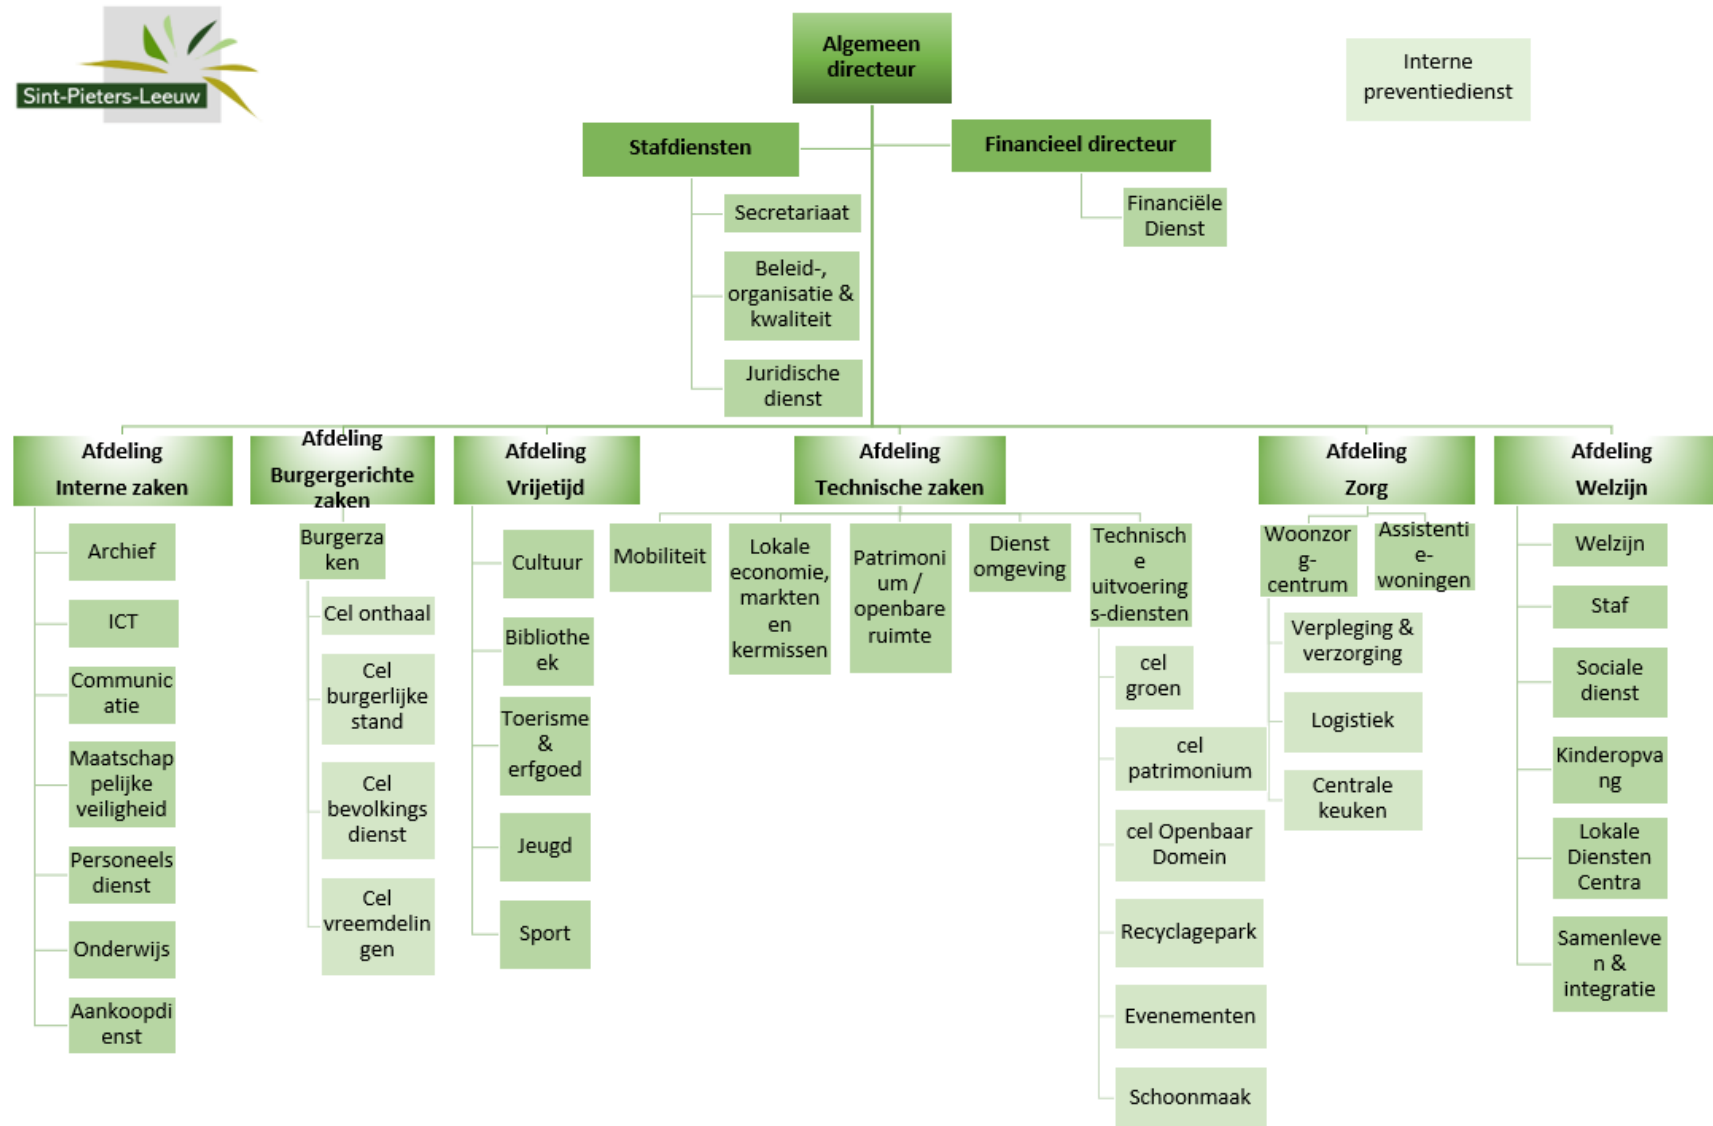 Sint-Pieters-Leeuw
Algemeen
directeur
Interne
preventiedienst
Stafdiensten
Financieel directeur
Secretariaat
Beleid-,
organisatie &
kwaliteit
Juridische
dienst
Financiële
Dienst
Afdeling
Interne zaken
Archief
ICT
Communic
atie
Maatschap
pelijke
veiligheid
Personeels
dienst
Onderwijs
Aankoopdi
enst
Afdeling
Burgergerichte
zaken
Burgerza
ken
Cel onthaal
Cel
burgerlijke
stand
Cel
bevolkings
dienst
Cel
vreemdelin
gen
Afdeling
Vrijetijd
Cultuur
Bibliothe
ek
Toerisme
&
erfgoed
Jeugd
Sport
Afdeling
Technische zaken
Mobiliteit
Lokale
economie,
markten
en
kermissen
Patrimoni
um /
openbare
ruimte
Dienst
omgeving
Technisch
e
uitvoering
s-diensten
cel
groen
cel
patrimonium
cel Openbaar
Domein
Recyclagepark
Evenementen
Schoonmaak
Afdeling
Zorg
Woonzor
g-
centrum
Verpleging &
verzorging
Logistiek
Centrale
keuken
Assistenti
e-
woningen
Afdeling
Welzijn
Welzijn
Staf
Sociale
dienst
Kinderopva
ng
Lokale
Diensten
Centra
Samenleve
n &
integratie